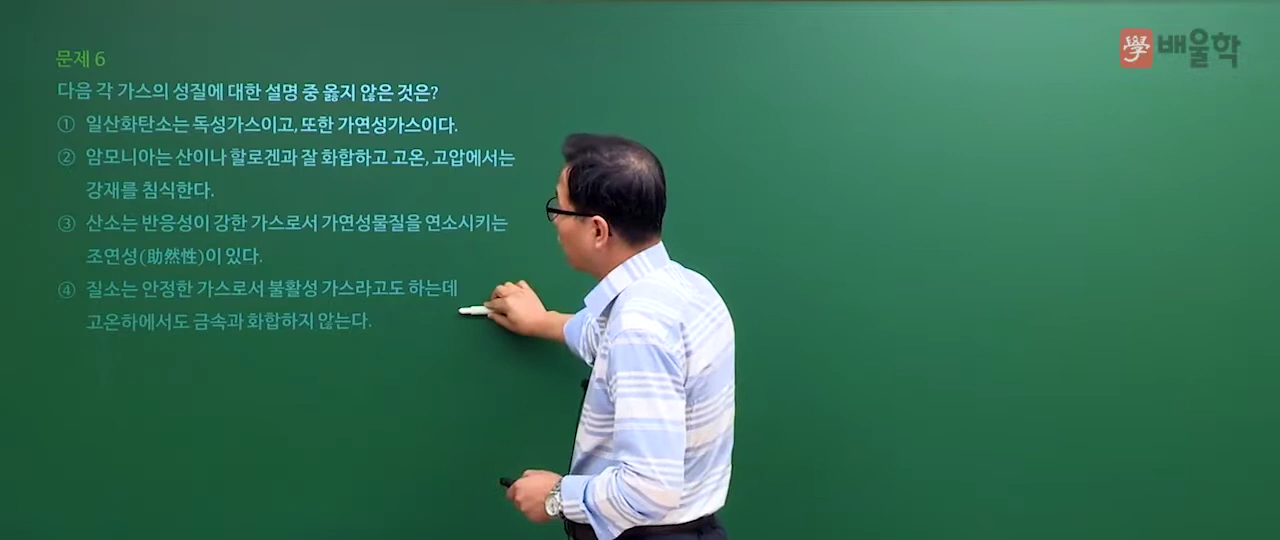 學 배울학
문제 6
다음 각 가스의 성질에 대한 설명 중 옳지 않은 것은?
① 일산화탄소는 독성가스이고, 또한 가연성가스이다.
② 암모니아는 산이나 할로겐과 잘 화합하고 고온, 고압에서는
강재를 침식한다.
③ 산소는 반응성이 강한 가스로서 가연성물질을 연소시키는
조연성(助然性)이 있다.
④ 질소는 안정한 가스로서 불활성 가스라고도 하는데
고온하에서도 금속과 화합하지 않는다.